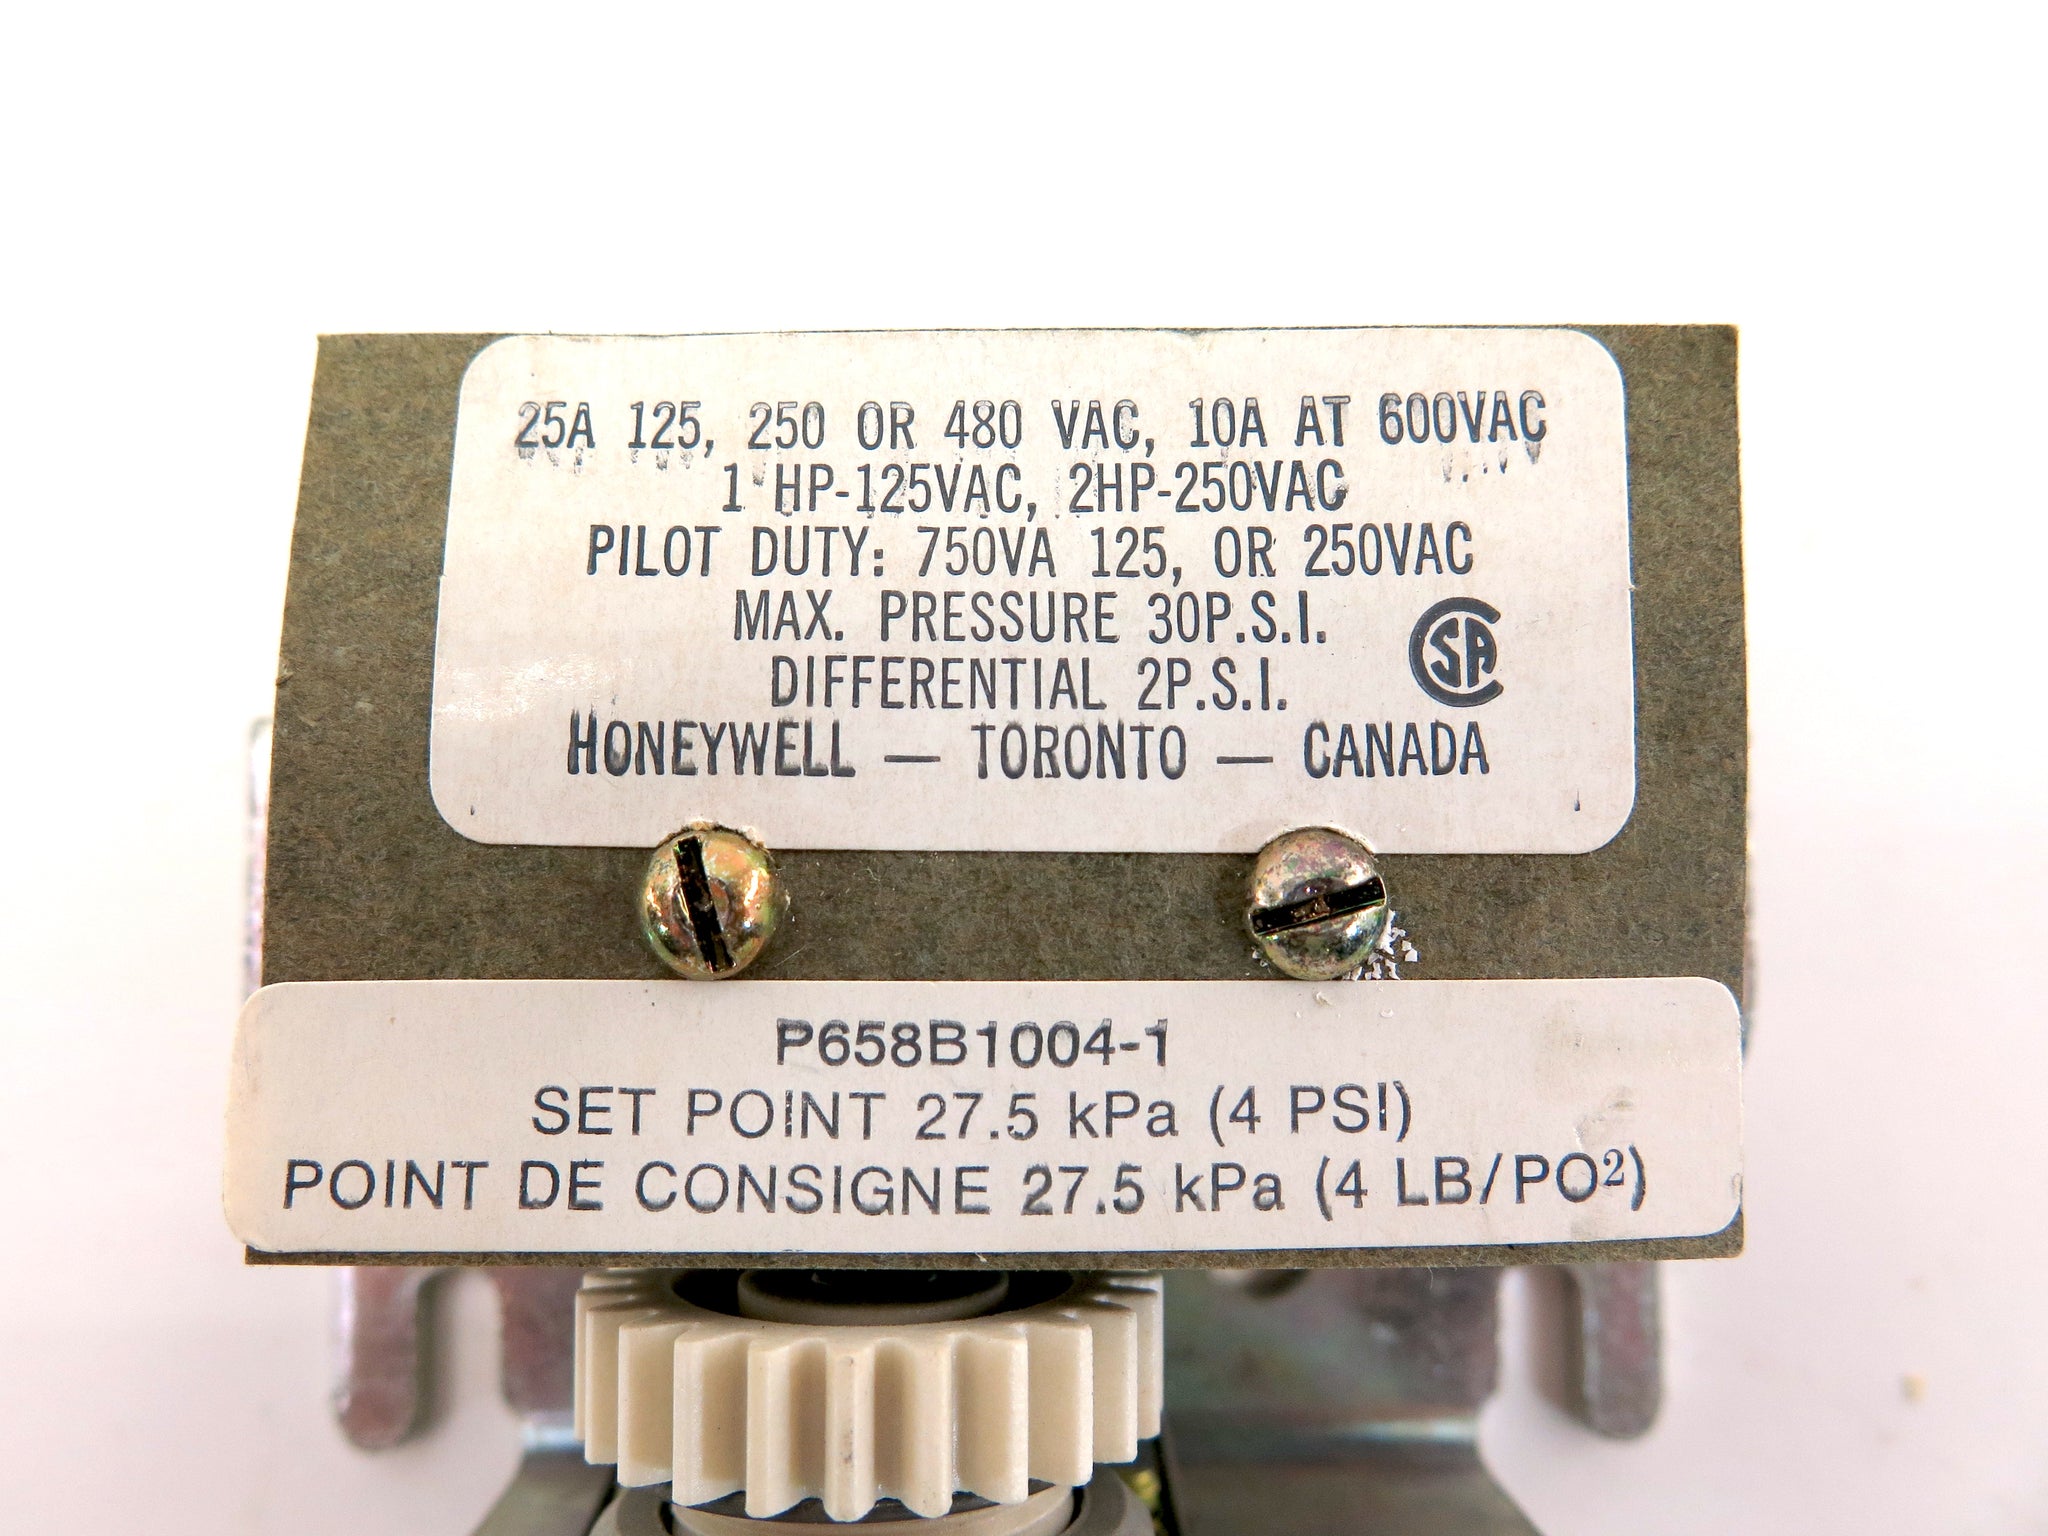 25A 125, 250 OR 480 VAC, 10A AT 600VAC
1 HP-125VAC, 2HP-250VAC
PILOT DUTY: 750VA 125, OR 250VAC
MAX. PRESSURE 30P.S.I.
DIFFERENTIAL 2P.S.I.
CSA
HONEYWELL — TORONTO — CANADA
P658B1004-1
SET POINT 27.5 kPa (4 PSI)
POINT DE CONSIGNE 27.5 kPa (4 LB/PO²)